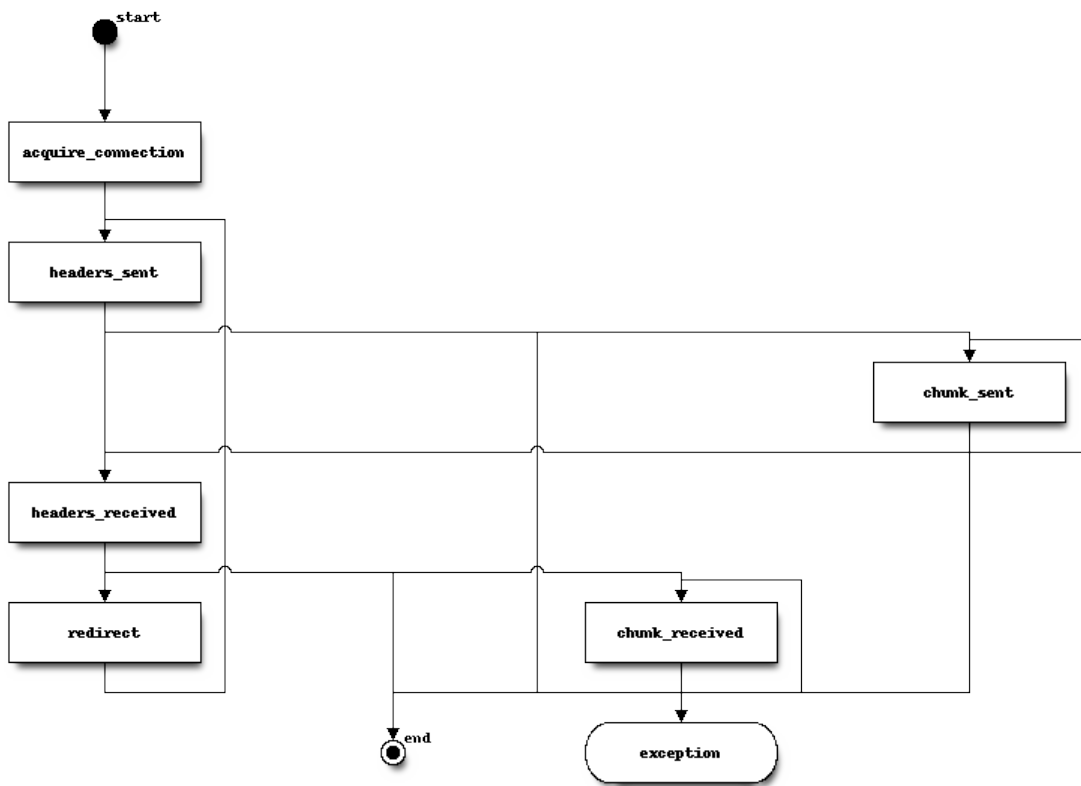 start
acquire_connection
headers_sent
chunk_sent
headers_received
redirect
chunk_received
end
exception